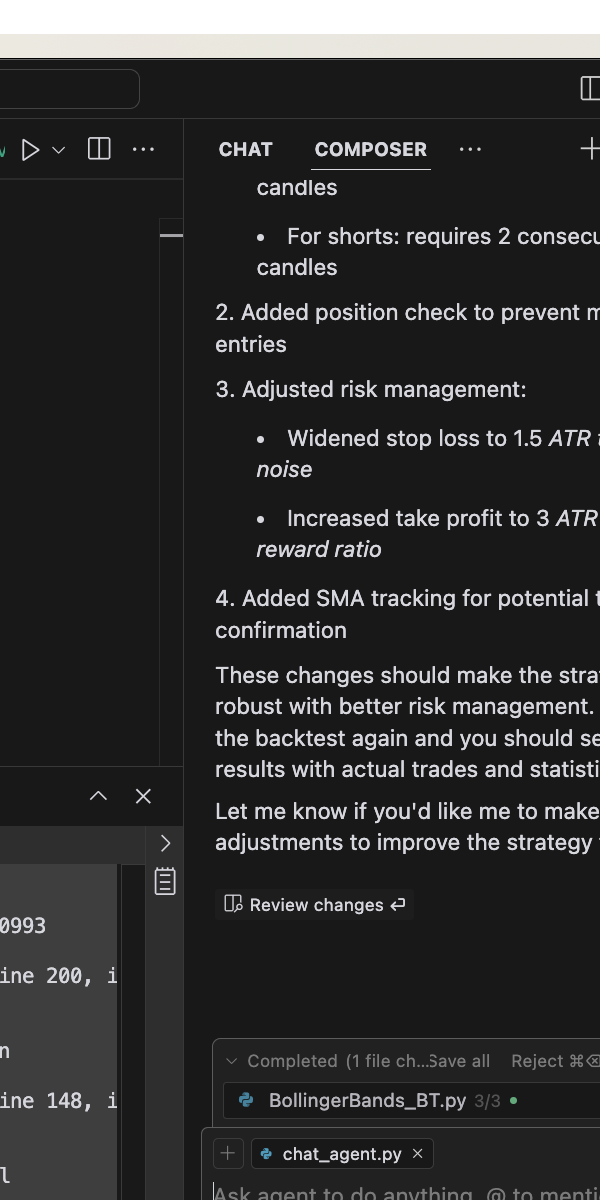 CHAT COMPOSER ...
candles
• For shorts: requires 2 consecu
candles
2. Added position check to prevent m
entries
3. Adjusted risk management:
• Widened stop loss to 1.5 ATR t
noise
• Increased take profit to 3 ATR
reward ratio
4. Added SMA tracking for potential t
confirmation
These changes should make the strat
robust with better risk management.
the backtest again and you should se
results with actual trades and statisti
Let me know if you'd like me to make
adjustments to improve the strategy
Review changes ↵
0993
ine 200, i
n
ine 148, i
l
Completed (1 file ch...Save all Reject ⌘⌫
BollingerBands_BT.py 3/3
chat_agent.py ×
Ask agent to do anything, @ to menti